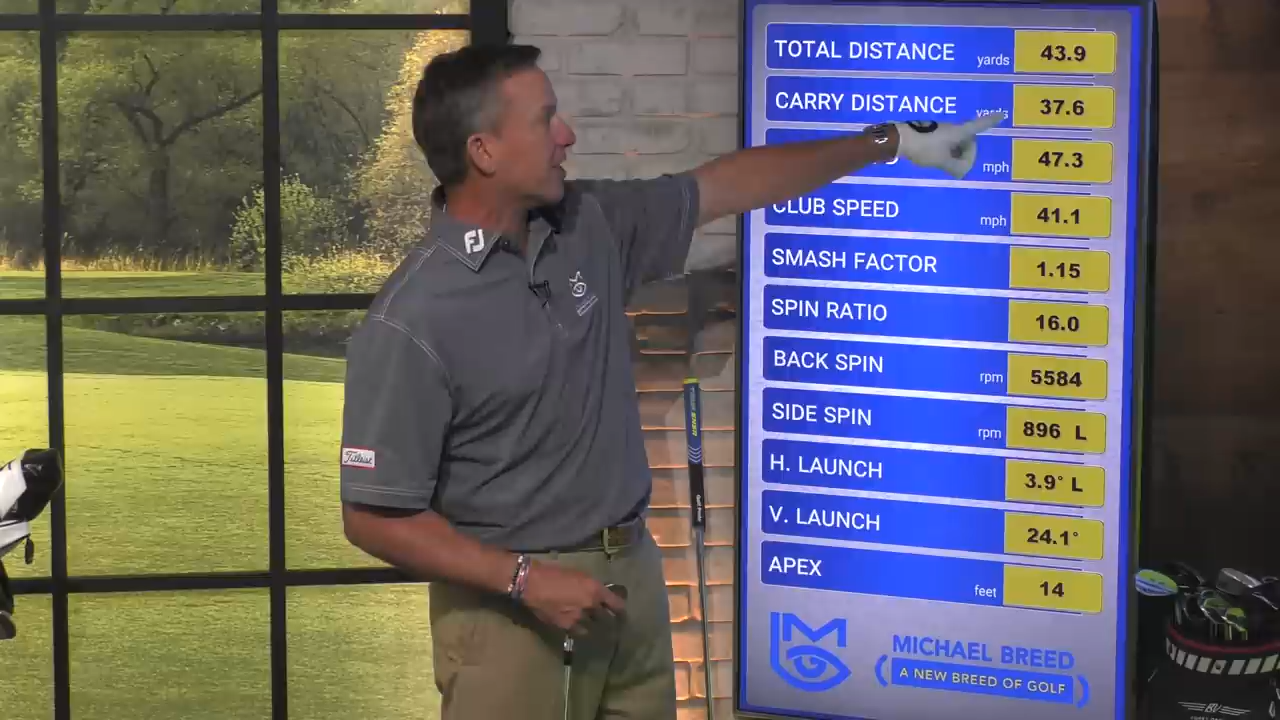 TOTAL DISTANCE yards 43.9
CARRY DISTANCE yards 37.6
mph 47.3
CLUB SPEED mph 41.1
SMASH FACTOR 1.15
SPIN RATIO 16.0
BACK SPIN rpm 5584
SIDE SPIN rpm 896 L
H. LAUNCH 3.9° L
V. LAUNCH 24.1°
APEX feet 14
MICHAEL BREED
A NEW BREED OF GOLF
FJ
Titleist